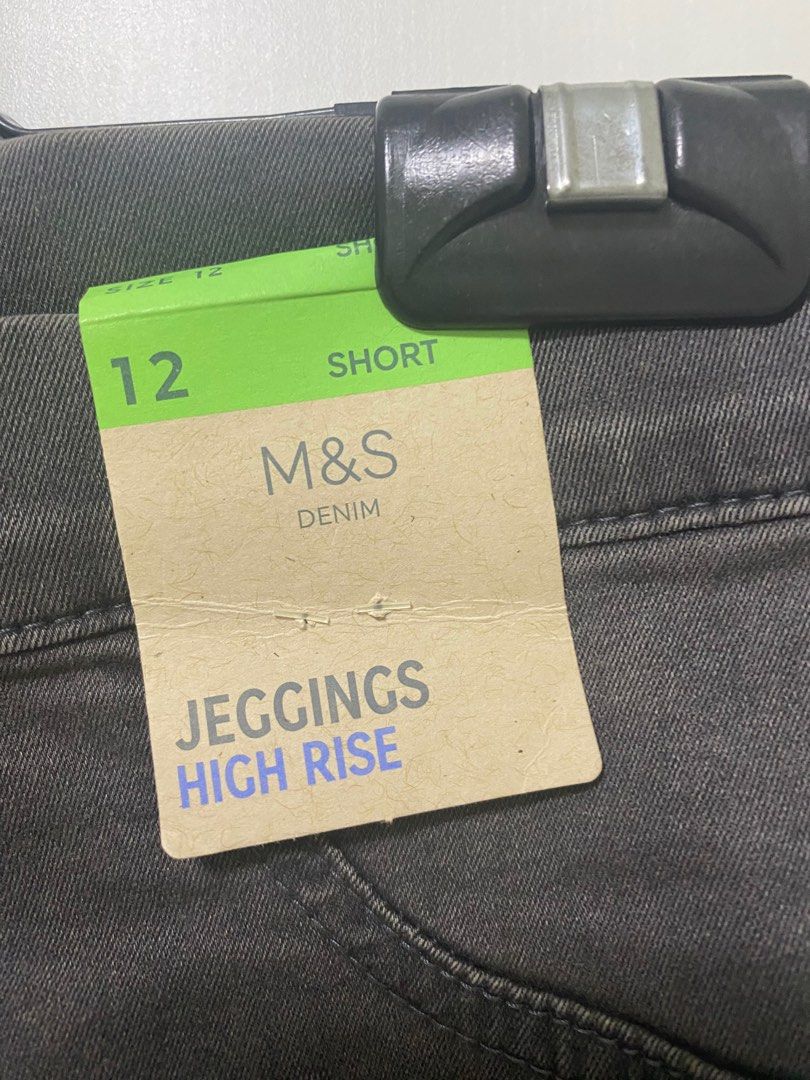 SIZE 12
12 SHORT
M&S
DENIM
JEGGINGS
HIGH RISE